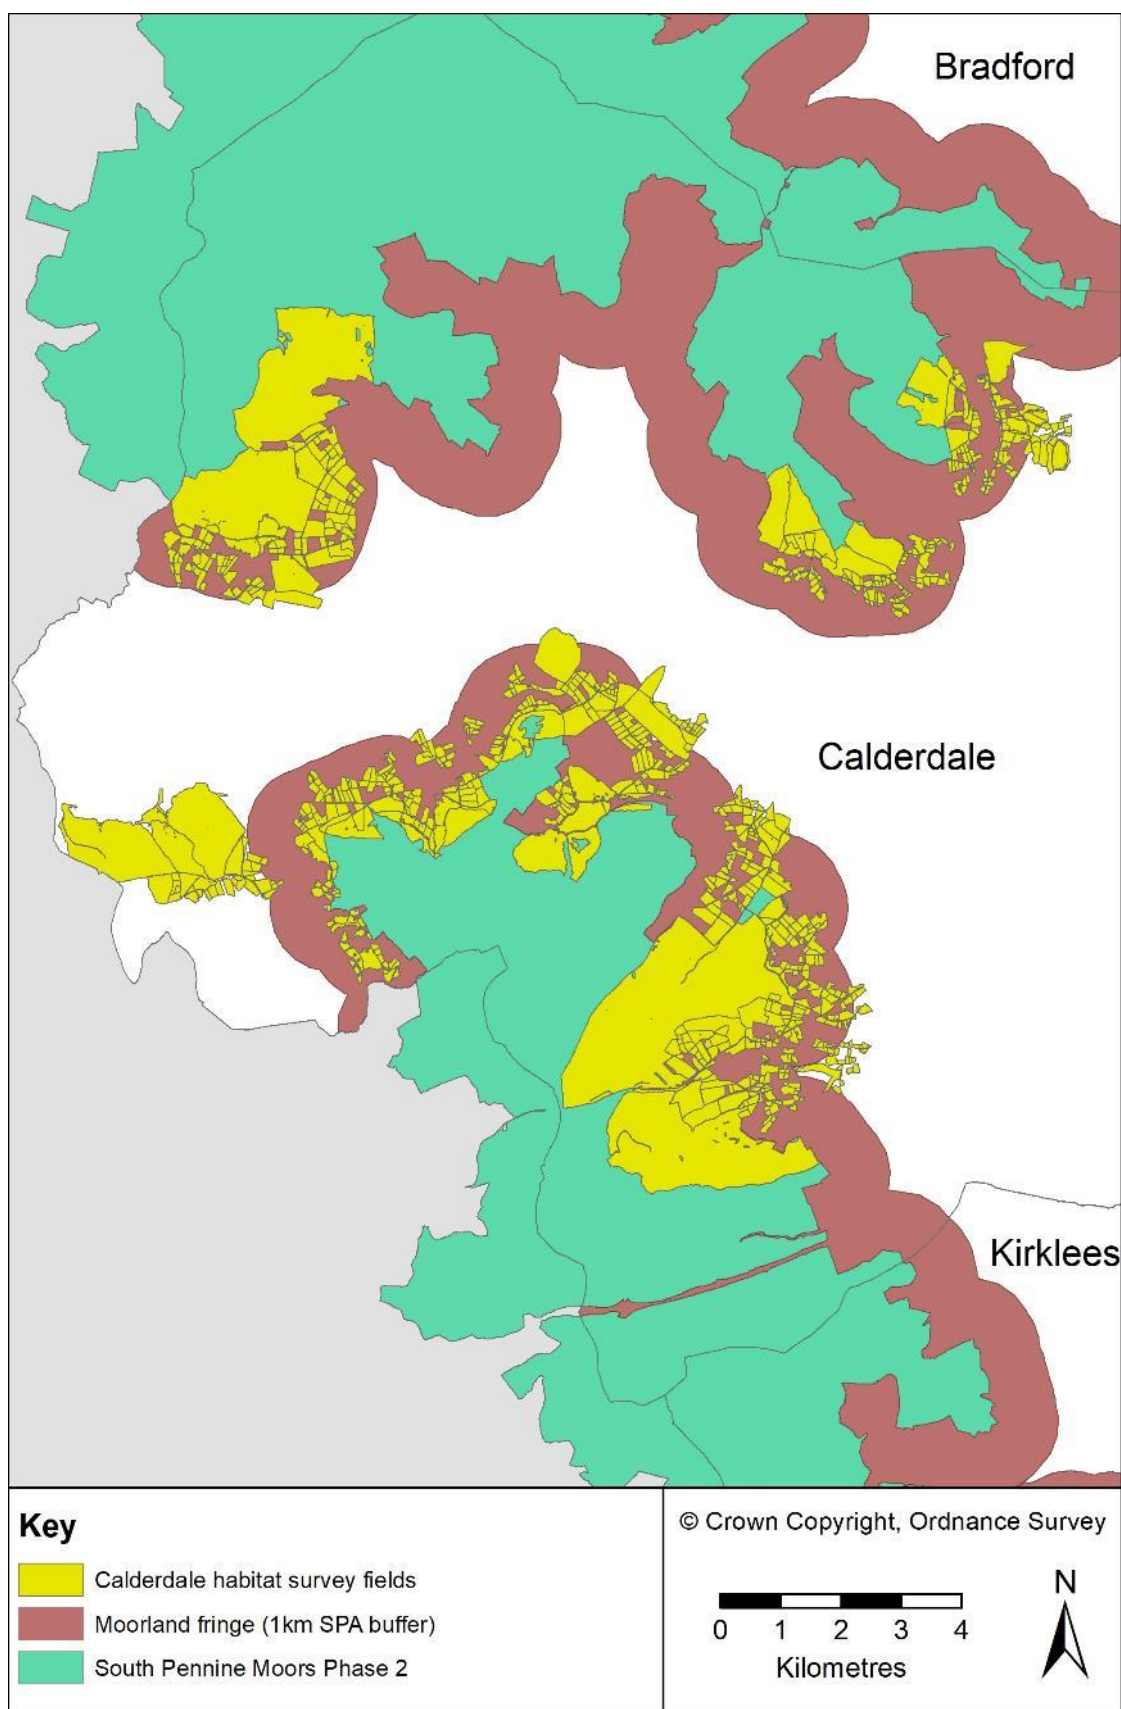 Bradford
Calderdale
Kirklees
Key
Calderdale habitat survey fields
Moorland fringe (1km SPA buffer)
South Pennine Moors Phase 2
© Crown Copyright, Ordnance Survey
N
0 1 2 3 4
Kilometres